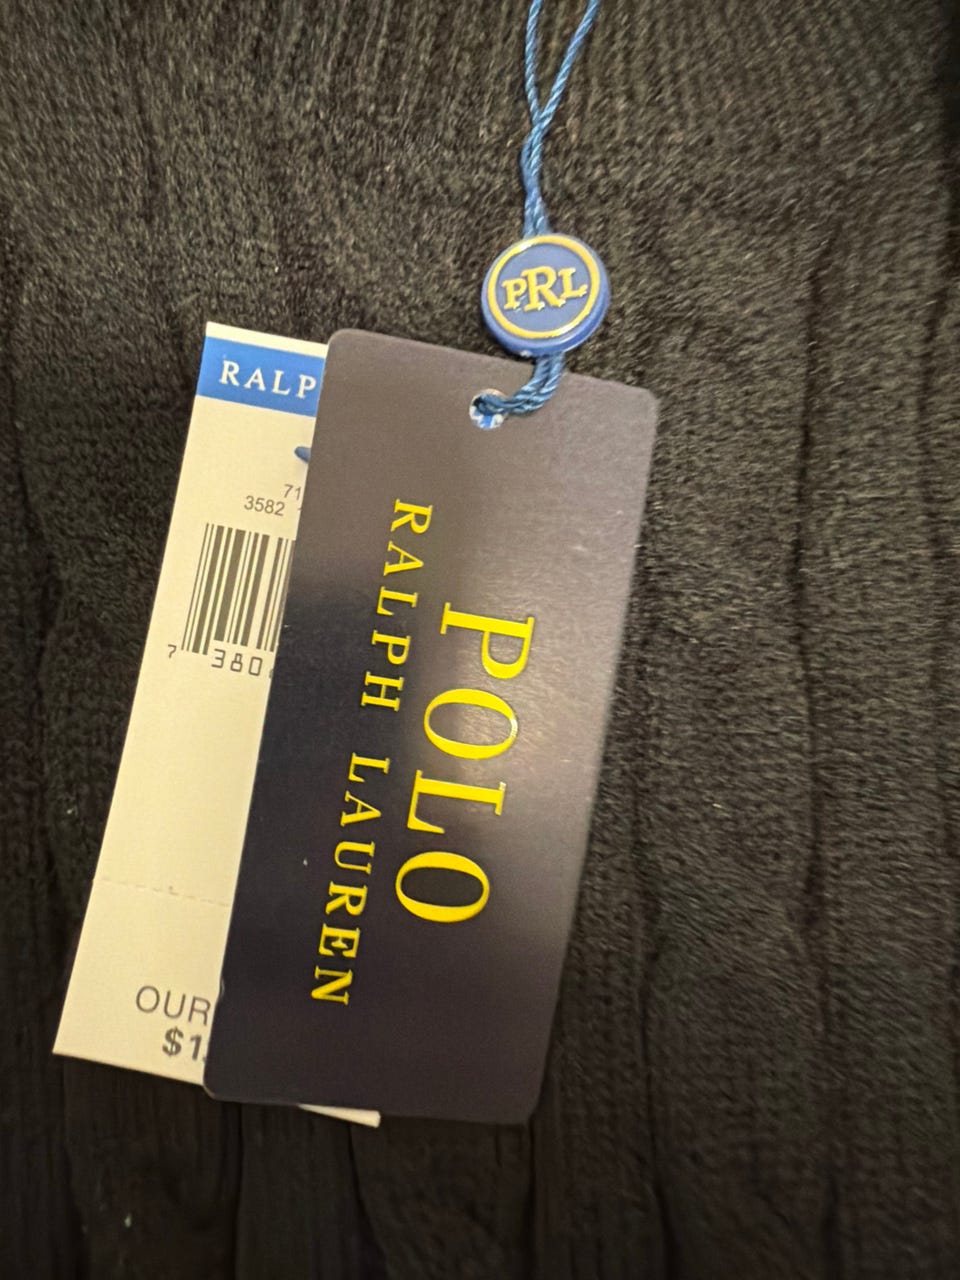 PRL
RALP
71
3582
7 380
OUR
$1
POLO
RALPH LAUREN